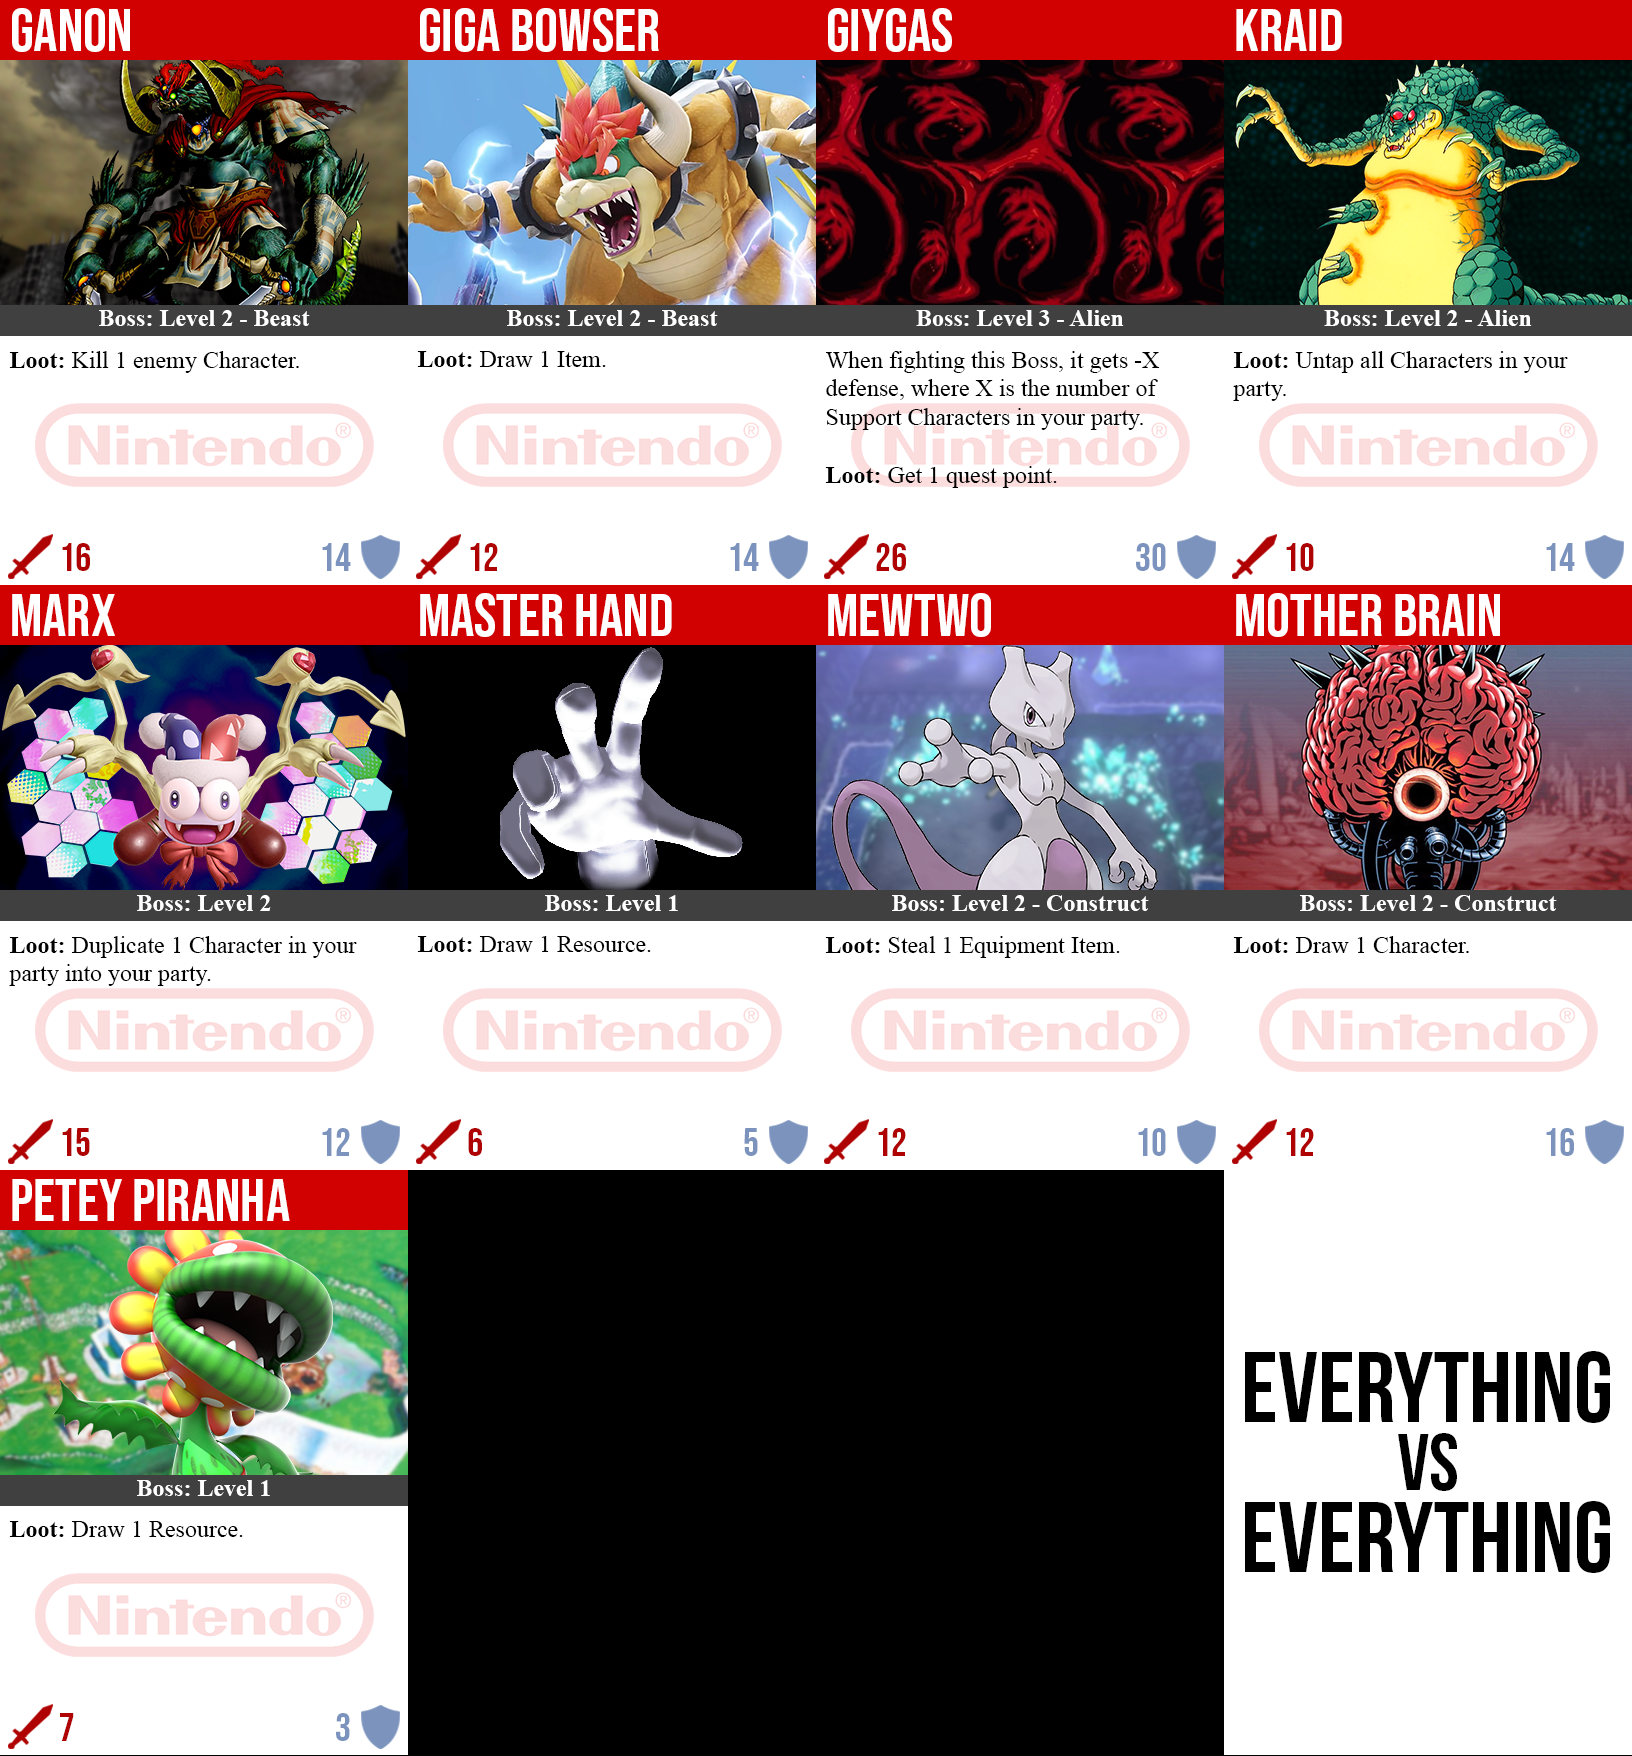 GANON
Boss: Level 2 - Beast
Loot: Kill 1 enemy Character.
Nintendo®
16
14
GIGA BOWSER
Boss: Level 2 - Beast
Loot: Draw 1 Item.
Nintendo®
12
14
GIYGAS
Boss: Level 3 - Alien
When fighting this Boss, it gets -X
defense, where X is the number of
Support Characters in your party.
Loot: Get 1 quest point.
Nintendo®
26
30
KRAID
Boss: Level 2 - Alien
Loot: Untap all Characters in your
party.
Nintendo®
10
14
MARX
Boss: Level 2
Loot: Duplicate 1 Character in your
party into your party.
Nintendo®
15
12
MASTER HAND
Boss: Level 1
Loot: Draw 1 Resource.
Nintendo®
6
5
MEWTWO
Boss: Level 2 - Construct
Loot: Steal 1 Equipment Item.
Nintendo®
12
10
MOTHER BRAIN
Boss: Level 2 - Construct
Loot: Draw 1 Character.
Nintendo®
12
16
PETEY PIRANHA
Boss: Level 1
Loot: Draw 1 Resource.
Nintendo®
7
3
EVERYTHING
VS
EVERYTHING